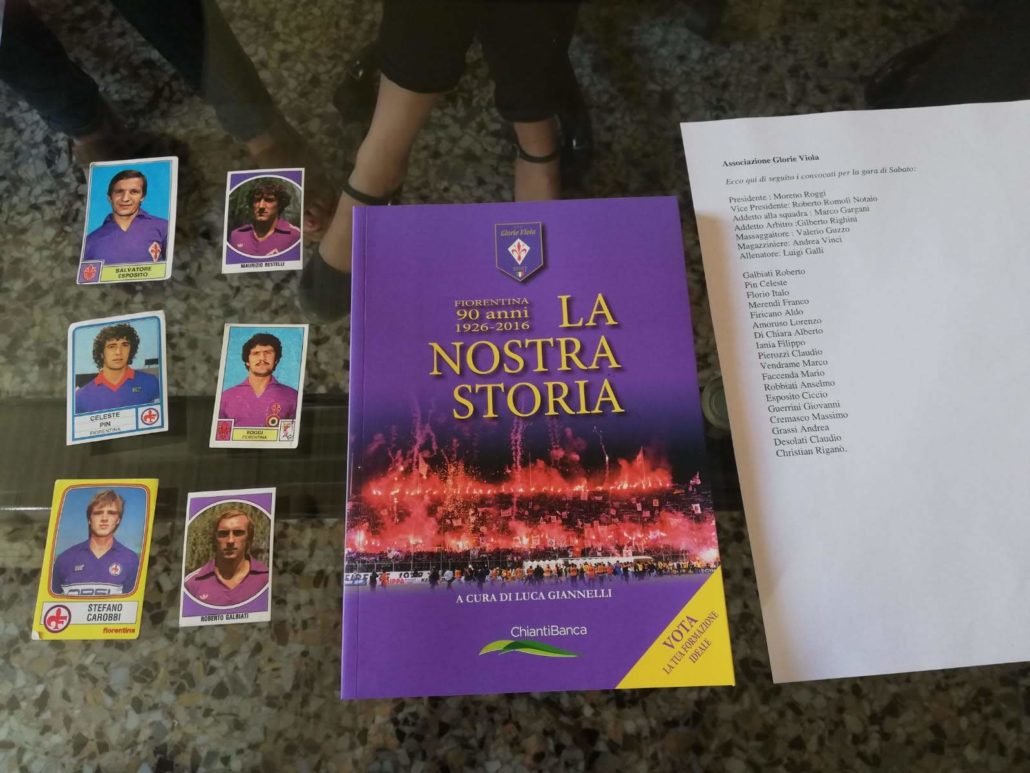 SALVATORE
ESPOSITO
MAURIZIO RESTELLI
CELESTE
PIN
FIORENTINA
ROGGI
FIORENTINA
STEFANO
CAROBBI
fiorentina
ROBERTO GALBIATI
Glorie Viola
FIORENTINA
90 anni
1926-2016
LA
NOSTRA
STORIA
A CURA DI LUCA GIANNELLI
ChiantiBanca
VOTA
LA TUA FORMAZIONE
IDEALE
Associazione Glorie Viola
Ecco qui di seguito i convocati per la gara di Sabato:
Presidente : Moreno Roggi
Vice Presidente: Roberto Romoli Notaio
Addetto alla squadra : Marco Gargani
Addetto Arbitro :Gilberto Righini
Massaggaitore : Valerio Guzzo
Magazziniere: Andrea Vinci
Allenatore: Luigi Galli
Galbiati Roberto
Pin Celeste
Florio Italo
Merendi Franco
Firicano Aldo
Amoruso Lorenzo
Di Chiara Alberto
Iania Filippo
Pierozzi Claudio
Vendrame Marco
Faccenda Mario
Robbiati Anselmo
Esposito Ciccio
Guerrini Giovanni
Cremasco Massimo
Grassi Andrea
Desolati Claudio
Christian Riganò.